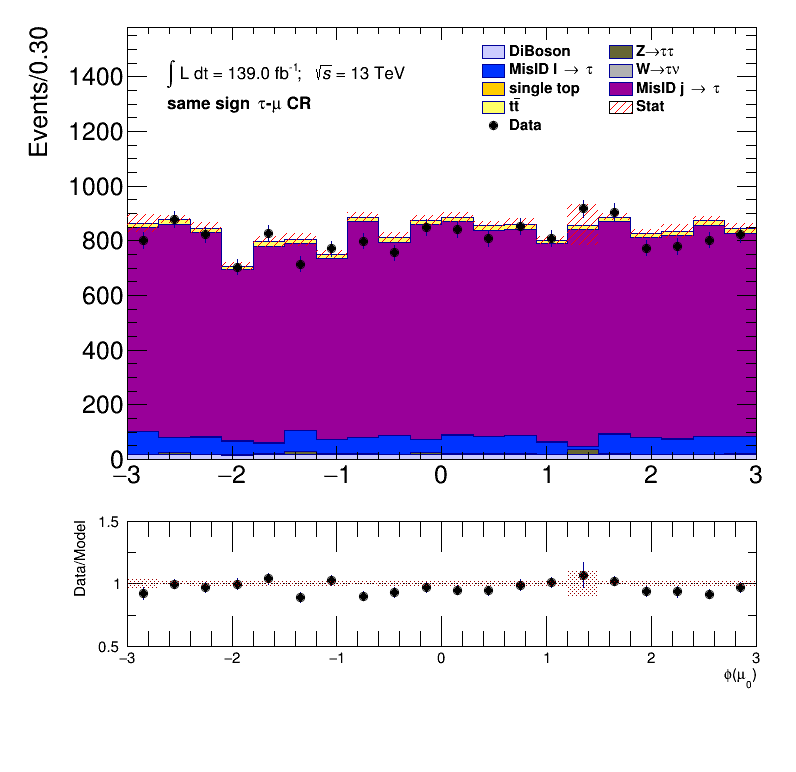 Events/0.30
1400
1200
1000
800
600
400
200
0
−3 −2 −1 0 1 2 3
∫ L dt = 139.0 fb⁻¹; √s = 13 TeV
same sign τ-μ CR
DiBoson
MisID l → τ
single top
tt̄
Data
Z→ττ
W→τν
MisID j → τ
Stat
Data/Model
1.5
1
0.5
−3 −2 −1 0 1 2 3
ϕ(μ₀)